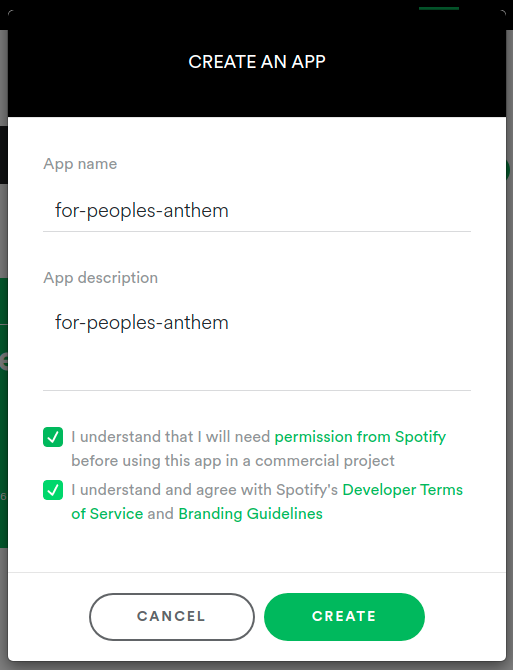 CREATE AN APP
App name
for-peoples-anthem
App description
for-peoples-anthem
I understand that I will need permission from Spotify
before using this app in a commercial project
I understand and agree with Spotify's Developer Terms
of Service and Branding Guidelines
CANCEL
CREATE